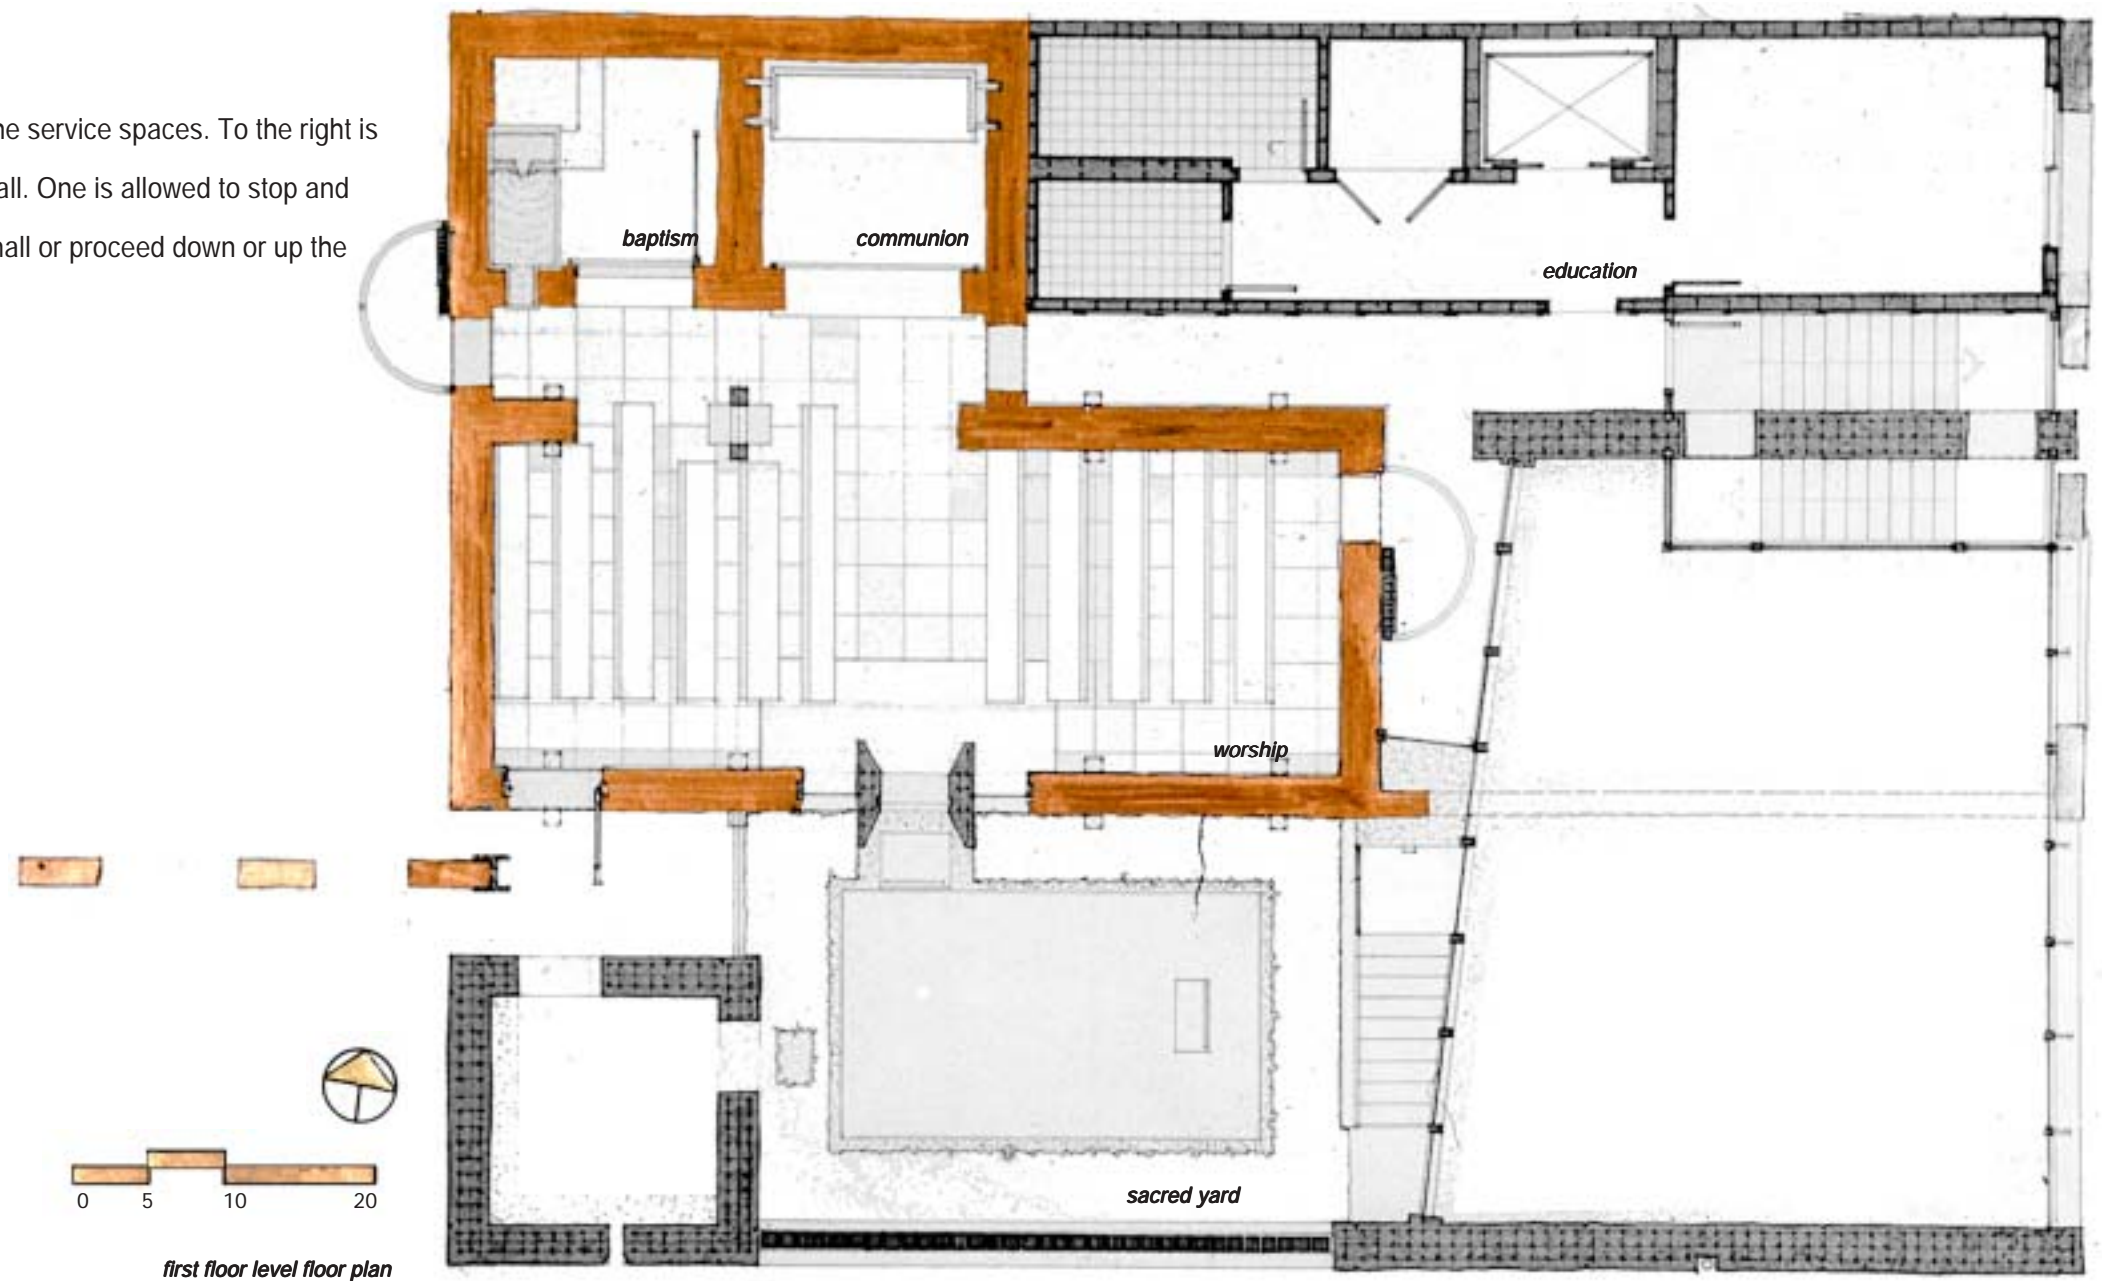 he service spaces. To the right is
all. One is allowed to stop and
hall or proceed down or up the
baptism
communion
education
worship
sacred yard
0 5 10 20
first floor level floor plan